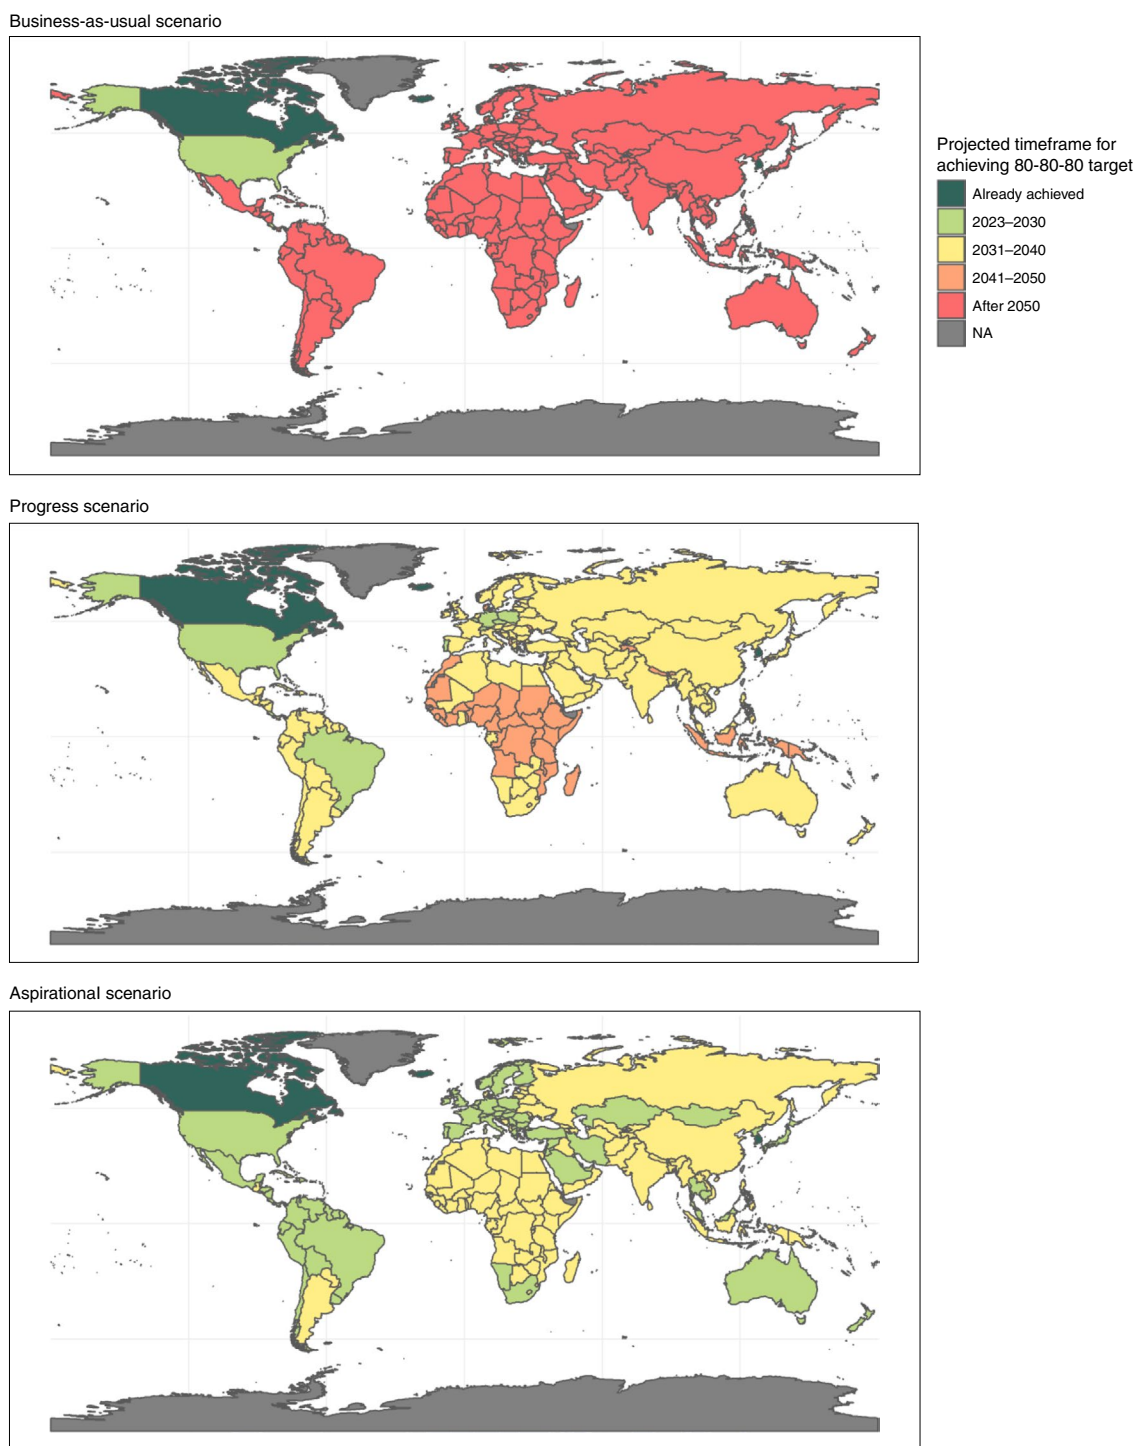 Business-as-usual scenario
Projected timeframe for
achieving 80-80-80 target
Already achieved
2023–2030
2031–2040
2041–2050
After 2050
NA
Progress scenario
Aspirational scenario